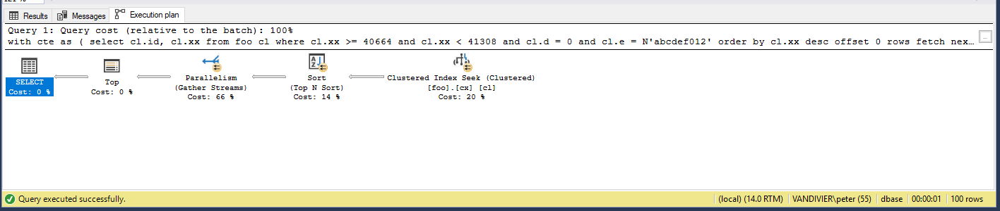 Results Messages Execution plan
Query 1: Query cost (relative to the batch): 100%
with cte as ( select cl.id, cl.xx from foo cl where cl.xx >= 40664 and cl.xx < 41308 and cl.d = 0 and cl.e = N'abcdef012' order by cl.xx desc offset 0 rows fetch nex…
SELECT
Cost: 0 %
Top
Cost: 0 %
Parallelism
(Gather Streams)
Cost: 66 %
Sort
(Top N Sort)
Cost: 14 %
Clustered Index Seek (Clustered)
[foo].[cx] [cl]
Cost: 20 %
Query executed successfully. (local) (14.0 RTM) VANDIVIER\peter (55) dbase 00:00:01 100 rows